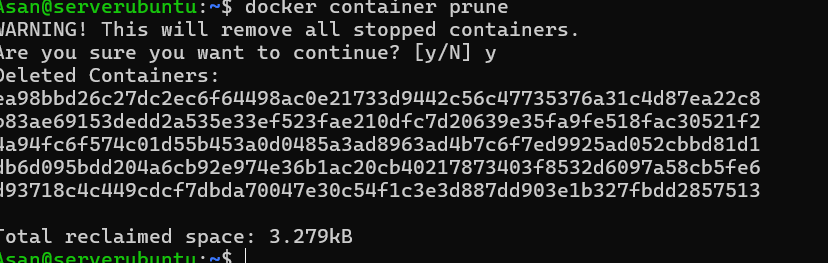 Asan@serverubuntu:~$ docker container prune
WARNING! This will remove all stopped containers.
Are you sure you want to continue? [y/N] y
Deleted Containers:
ea98bbd26c27dc2ec6f64498ac0e21733d9442c56c47735376a31c4d87ea22c8
b83ae69153dedd2a535e33ef523fae210dfc7d20639e35fa9fe518fac30521f2
4a94fc6f574c01d55b453a0d0485a3ad8963ad4b7c6f7ed9925ad052cbbd81d1
db6d095bdd204a6cb92e974e36b1ac20cb40217873403f8532d6097a58cb5fe6
d93718c4c449cdcf7dbda70047e30c54f1c3e3d887dd903e1b327fbdd2857513
Total reclaimed space: 3.279kB
Asan@serverubuntu:~$